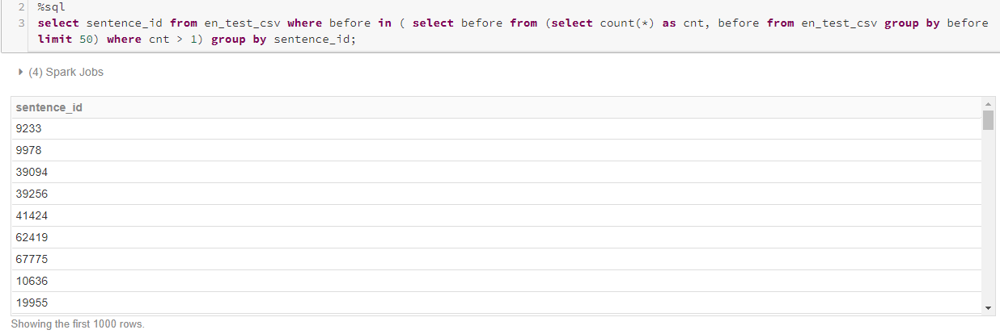 2 %sql
3 select sentence_id from en_test_csv where before in ( select before from (select count(*) as cnt, before from en_test_csv group by before
limit 50) where cnt > 1) group by sentence_id;
(4) Spark Jobs
sentence_id
9233
9978
39094
39256
41424
62419
67775
10636
19955
Showing the first 1000 rows.